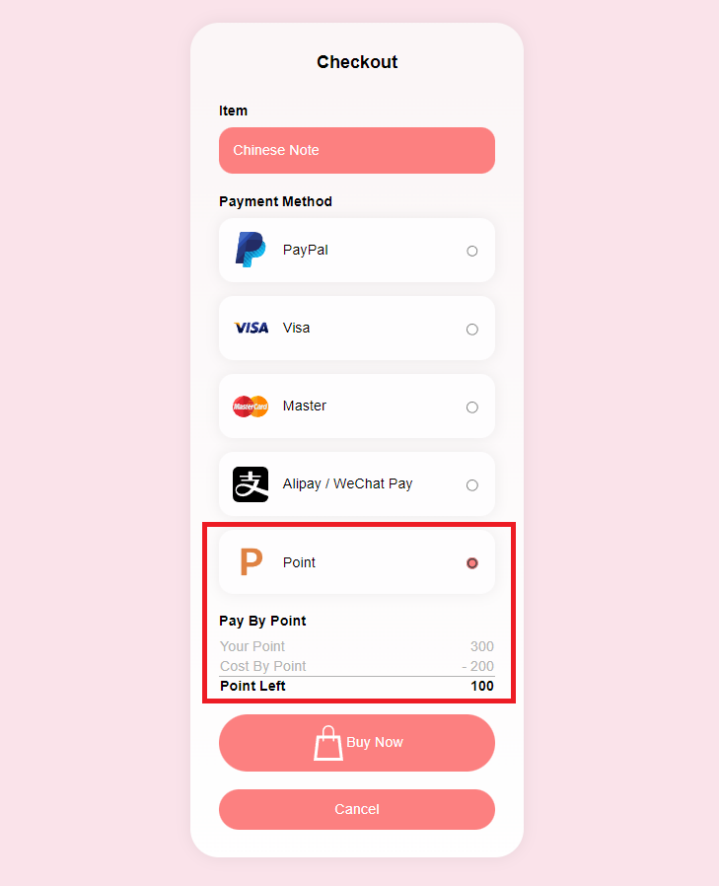 Checkout
Item
Chinese Note
Payment Method
PayPal
VISA Visa
MasterCard Master
支 Alipay / WeChat Pay
P Point
Pay By Point
Your Point 300
Cost By Point - 200
Point Left 100
Buy Now
Cancel